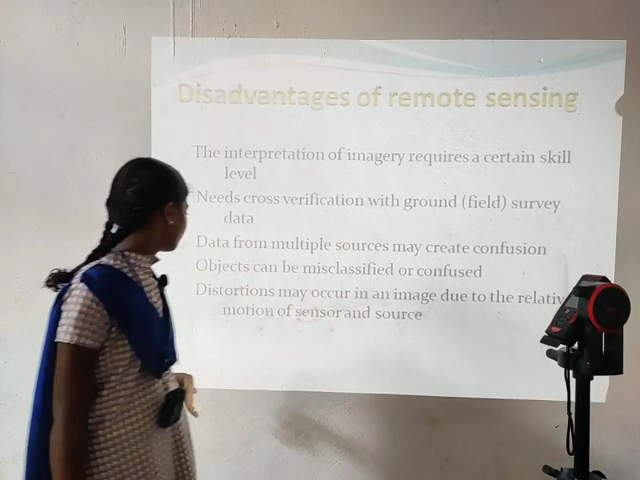 Disadvantages of remote sensing
The interpretation of imagery requires a certain skill
level
Needs cross verification with ground (field) survey
data
Data from multiple sources may create confusion
Objects can be misclassified or confused
Distortions may occur in an image due to the relativ
motion of sensor and source